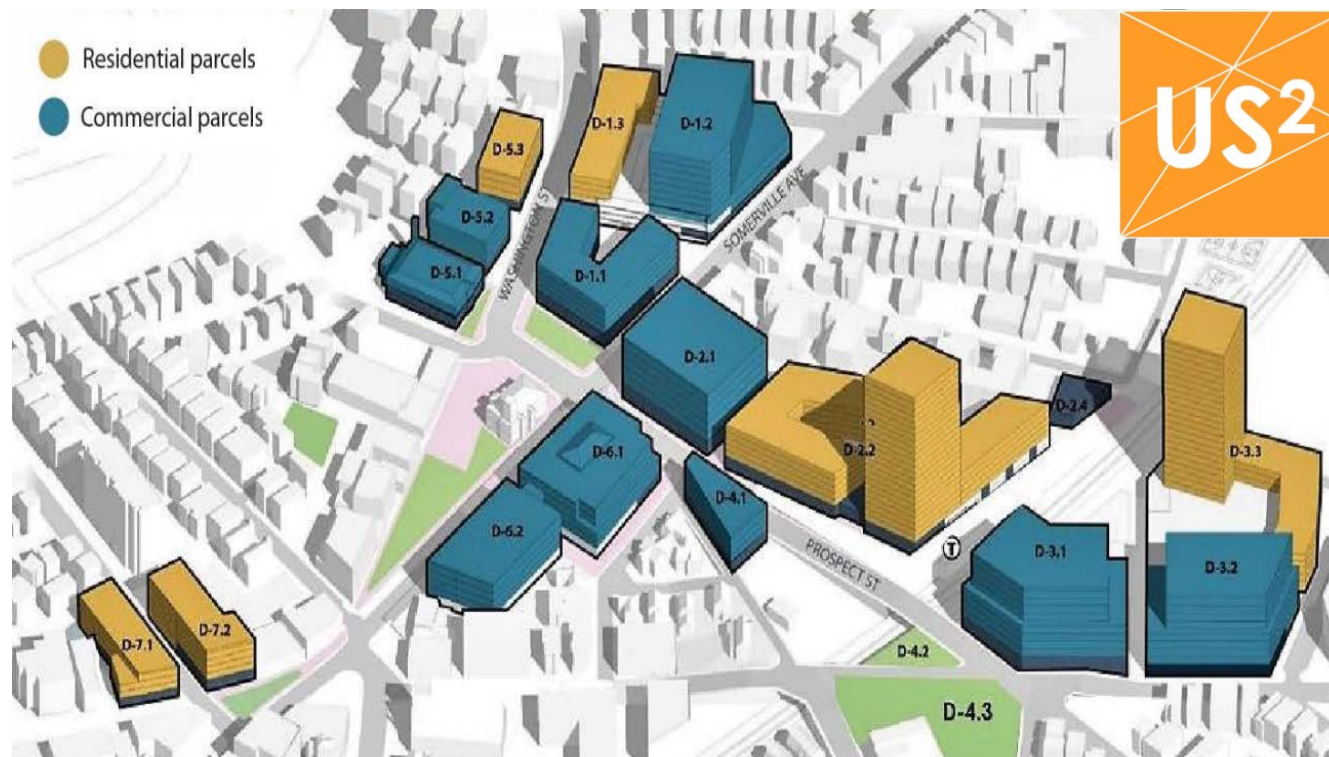 Residential parcels
Commercial parcels
US²
D-1.3
D-1.2
D-5.3
D-5.2
D-5.1
WASHINGTON ST
D-1.1
SOMERVILLE AVE
D-2.1
D-2.2
D-2.4
D-3.3
D-6.1
D-4.1
D-6.2
PROSPECT ST
T
D-3.1
D-3.2
D-7.1
D-7.2
D-4.2
D-4.3